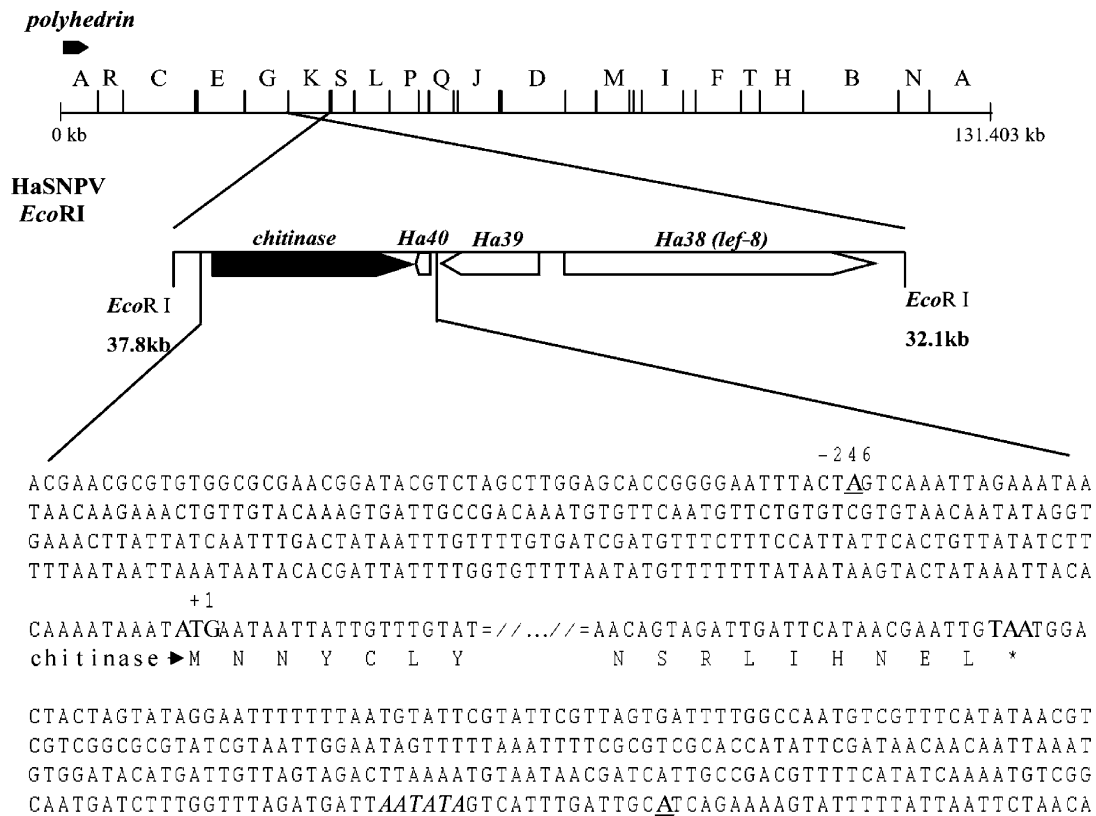 polyhedrin
A R C E G K S L P Q J D M I F T H B N A
0 kb 131.403 kb
HaSNPV
EcoRI
chitinase Ha40 Ha39 Ha38 (lef-8)
EcoR I EcoR I
37.8kb 32.1kb
-246
ACGAACGCGTGTGGCGCGAACGGATACGTCTAGCTTGGAGCACCGGGGAATTTACTAGTCAAATTAGAAATAA
TAACAAGAAACTGTTGTACAAAGTGATTGCCGACAAATGTGTTCAATGTTCTGTGTCGTGTAACAATATAGGT
GAAACTTATTATCAATTTGACTATAATTTGTTTTGTGATCGATGTTTCTTTCCATTATTCACTGTTATATCTT
TTTAATAATTAAATAATACACGATTATTTTGGTGTTTTAATATGTTTTTTTATAATAAGTACTATAAATTACA
+1
CAAAATAAATATGAATAATTATTGTTTGTAT=//...//=AACAGTAGATTGATTCATAACGAATTGTAATGGA
chitinase M N N Y C L Y N S R L I H N E L *
CTACTAGTATAGGAATTTTTTTAATGTATTCGTATTCGTTAGTGATTTTGGCCAATGTCGTTTCATATAACGT
CGTCGGCGCGTATCGTAATTGGAATAGTTTTTAAATTTTCGCGTCGCACCATATTCGATAACAACAATTAAAT
GTGGATACATGATTGTTAGTAGACTTAAAATGTAATAACGATCATTGCCGACGTTTTCATATCAAAATGTCGG
CAATGATCTTTGGTTTAGATGATTAATATAGTCATTTGATTGCATCAGAAAAGTATTTTTATTAATTCTAACA